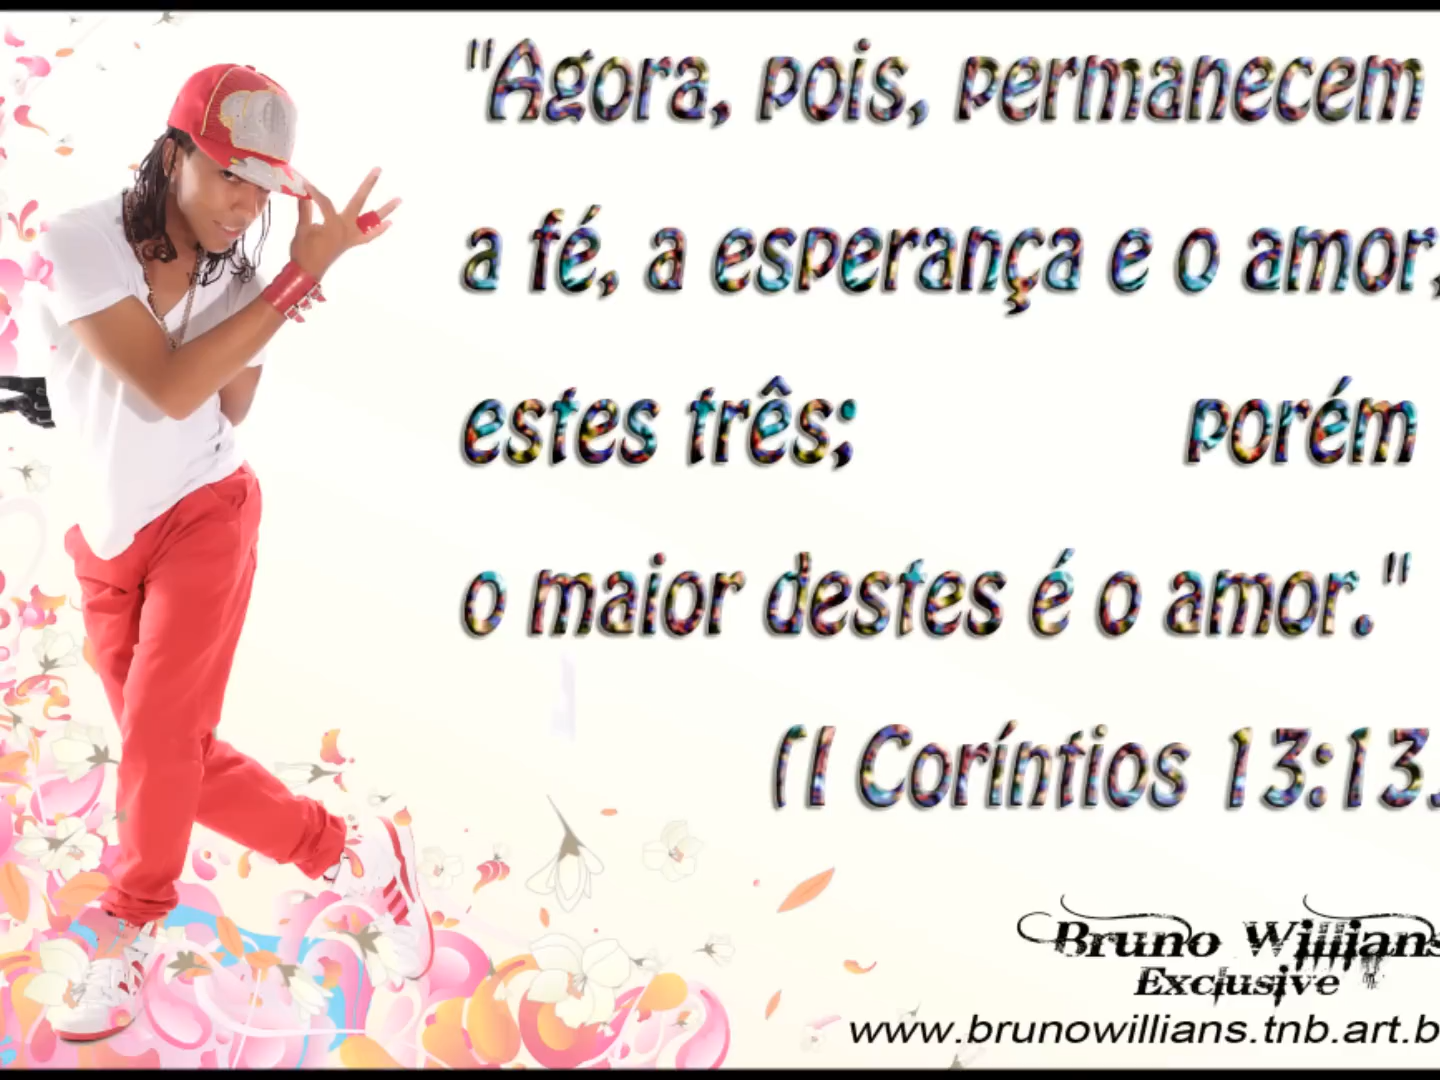 "Agora, pois, permanecem
a fé, a esperança e o amor,
estes três; porém
o maior destes é o amor."
(I Coríntios 13:13.
Bruno Willians
Exclusive
www.brunowillians.tnb.art.b